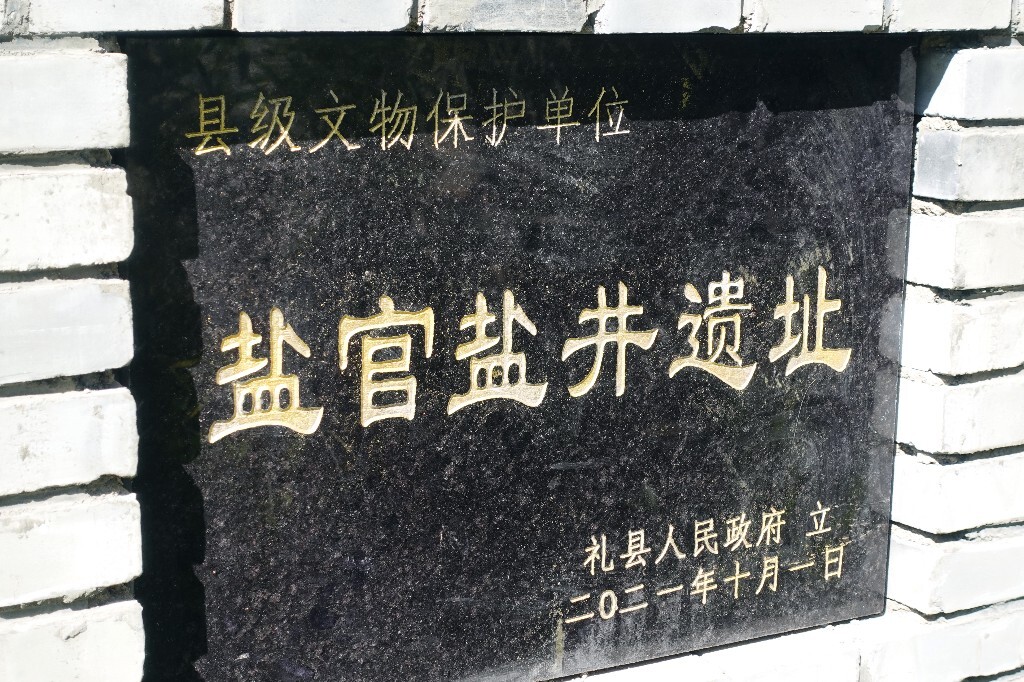 县级文物保护单位
盐官盐井遗址
礼县人民政府 立
二〇二一年十月一日